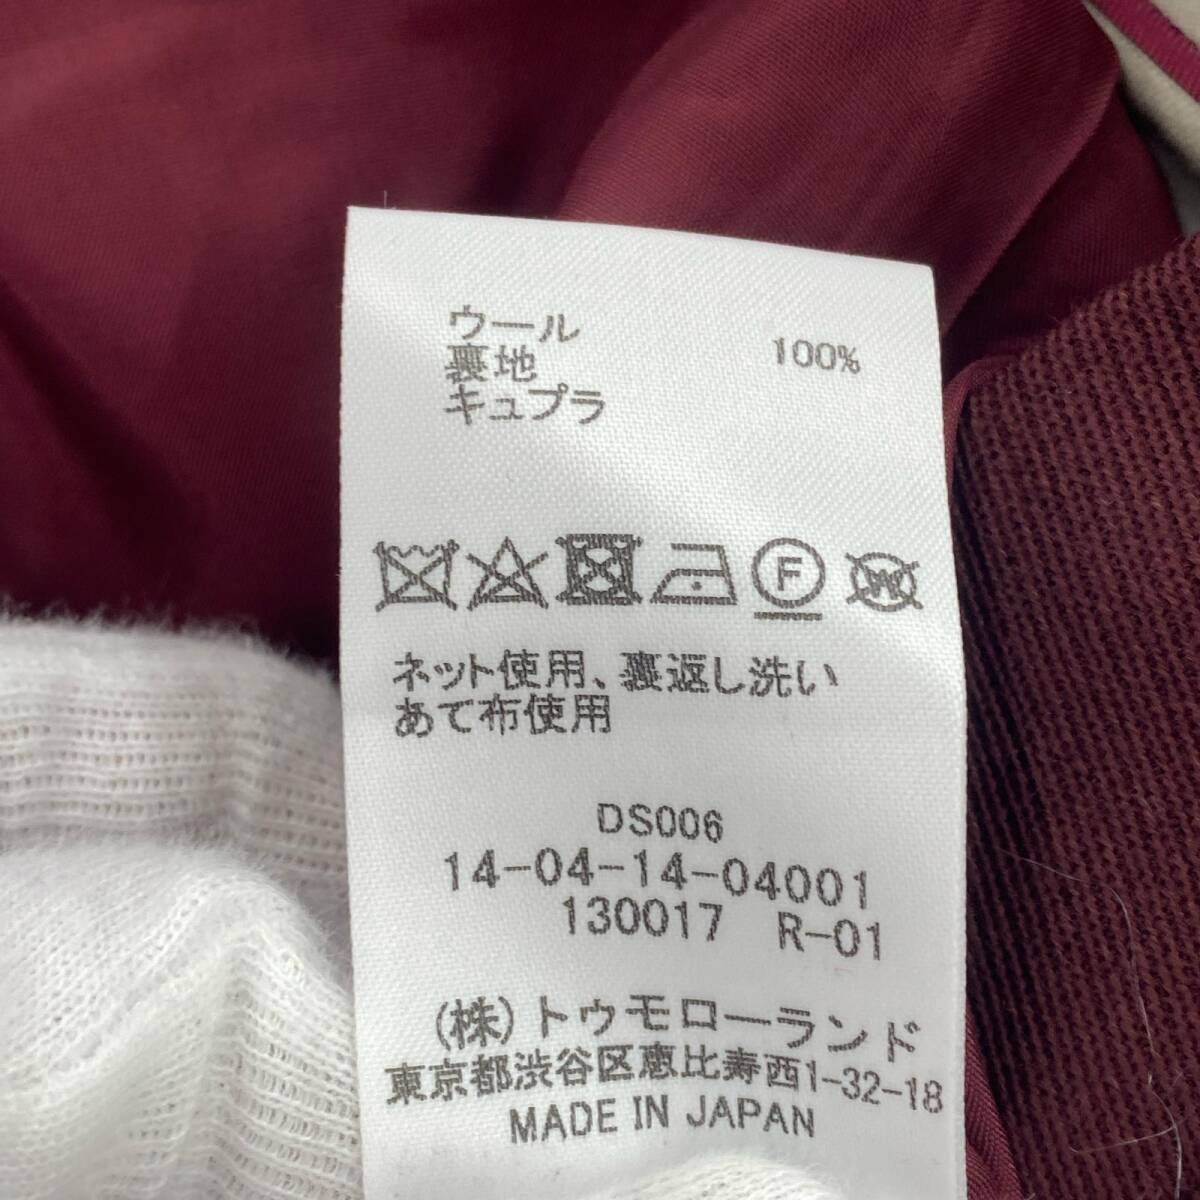 ウール 100%
裏地
キュプラ
F W
ネット使用、裏返し洗い
あて布使用
DS006
14-04-14-04001
130017 R-01
(株)トゥモローランド
東京都渋谷区恵比寿西1-32-18
MADE IN JAPAN